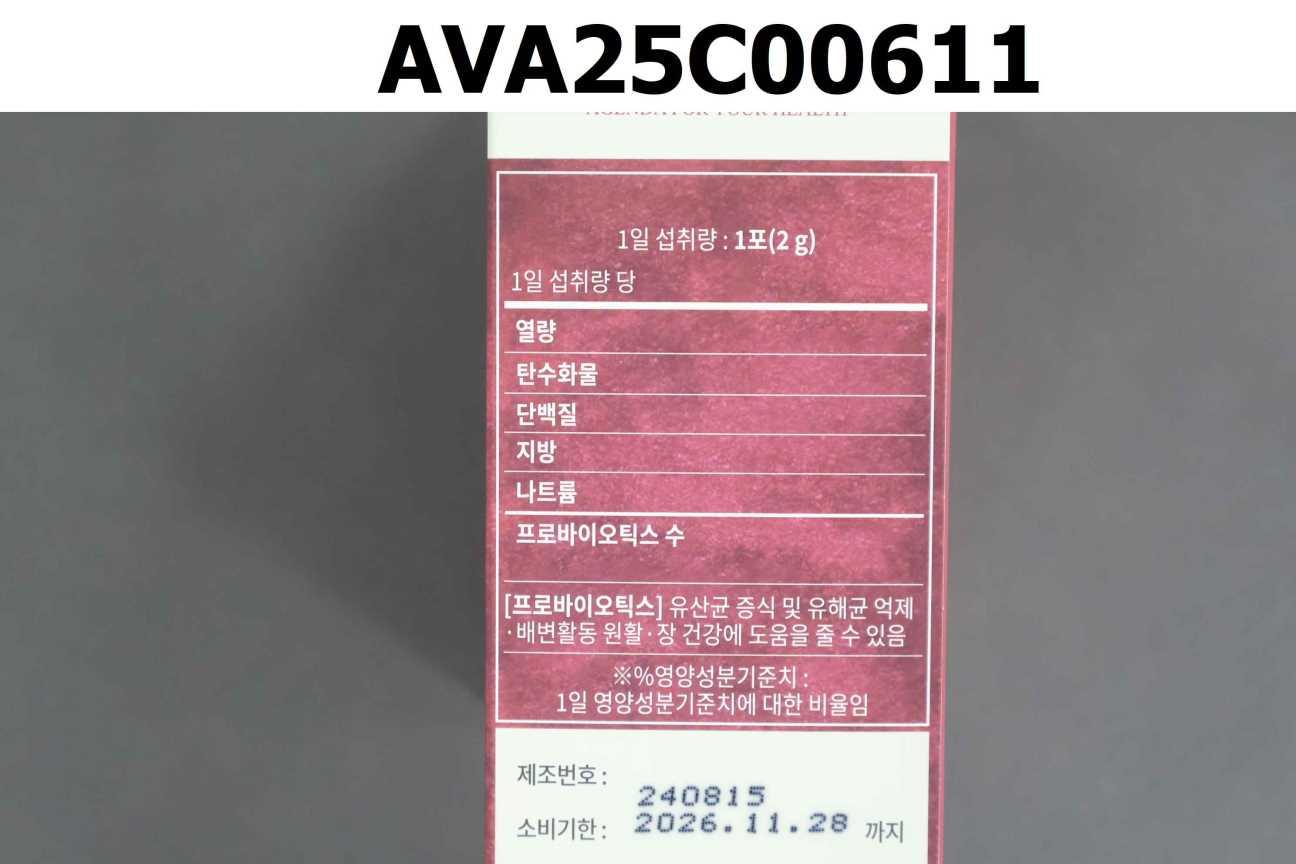 AVA25C00611
AGENDA FOR YOUR HEALTH
1일 섭취량 : 1포(2 g)
1일 섭취량 당
열량
탄수화물
단백질
지방
나트륨
프로바이오틱스 수
[프로바이오틱스] 유산균 증식 및 유해균 억제
·배변활동 원활·장 건강에 도움을 줄 수 있음
※%영양성분기준치 :
1일 영양성분기준치에 대한 비율임
제조번호 :
240815
소비기한 : 2026.11.28 까지